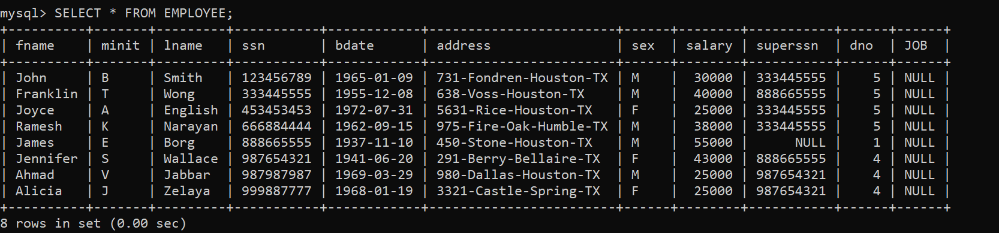 mysql> SELECT * FROM EMPLOYEE;
+----------+-------+---------+-----------+------------+------------------------+------+--------+-----------+------+------+
| fname    | minit | lname   | ssn       | bdate      | address                | sex  | salary | superssn  | dno  | JOB  |
+----------+-------+---------+-----------+------------+------------------------+------+--------+-----------+------+------+
| John     | B     | Smith   | 123456789 | 1965-01-09 | 731-Fondren-Houston-TX | M    |  30000 | 333445555 |    5 | NULL |
| Franklin | T     | Wong    | 333445555 | 1955-12-08 | 638-Voss-Houston-TX    | M    |  40000 | 888665555 |    5 | NULL |
| Joyce    | A     | English | 453453453 | 1972-07-31 | 5631-Rice-Houston-TX   | F    |  25000 | 333445555 |    5 | NULL |
| Ramesh   | K     | Narayan | 666884444 | 1962-09-15 | 975-Fire-Oak-Humble-TX | M    |  38000 | 333445555 |    5 | NULL |
| James    | E     | Borg    | 888665555 | 1937-11-10 | 450-Stone-Houston-TX   | M    |  55000 |      NULL |    1 | NULL |
| Jennifer | S     | Wallace | 987654321 | 1941-06-20 | 291-Berry-Bellaire-TX  | F    |  43000 | 888665555 |    4 | NULL |
| Ahmad    | V     | Jabbar  | 987987987 | 1969-03-29 | 980-Dallas-Houston-TX  | M    |  25000 | 987654321 |    4 | NULL |
| Alicia   | J     | Zelaya  | 999887777 | 1968-01-19 | 3321-Castle-Spring-TX  | F    |  25000 | 987654321 |    4 | NULL |
+----------+-------+---------+-----------+------------+------------------------+------+--------+-----------+------+------+
8 rows in set (0.00 sec)